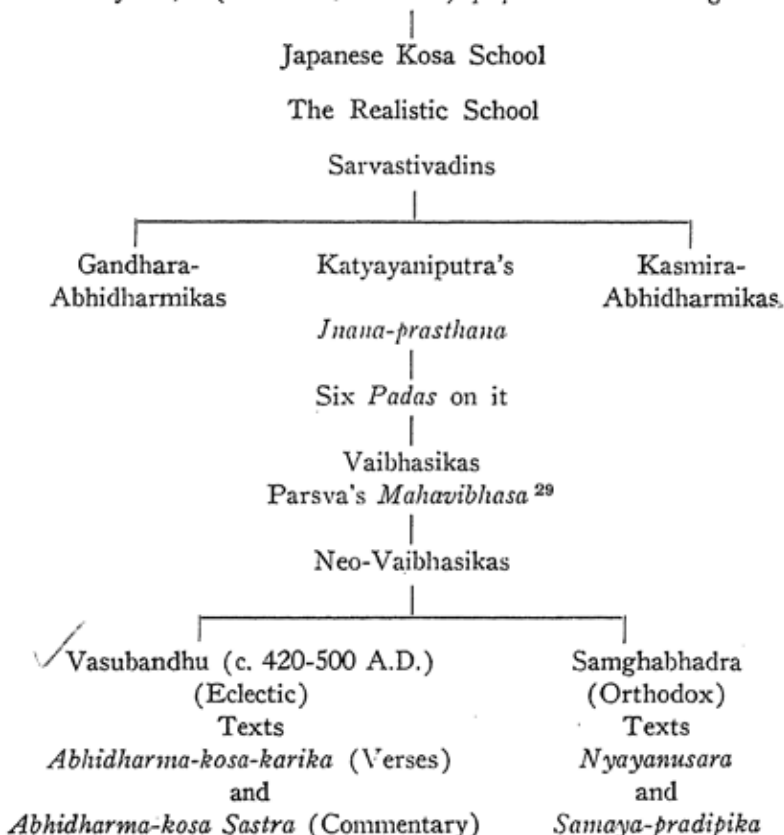 Japanese Kosa School
The Realistic School
Sarvastivadins
Gandhara-
Abhidharmikas
Katyayaniputra's
Kasmira-
Abhidharmikas.
Jnana-prasthana
Six Padas on it
Vaibhasikas
Parsva's Mahavibhasa 29
Neo-Vaibhasikas
Vasubandhu (c. 420-500 A.D.)
(Eclectic)
Texts
Abhidharma-kosa-karika (Verses)
and
Abhidharma-kosa Sastra (Commentary)
Samghabhadra
(Orthodox)
Texts
Nyayanusara
and
Samaya-pradipika